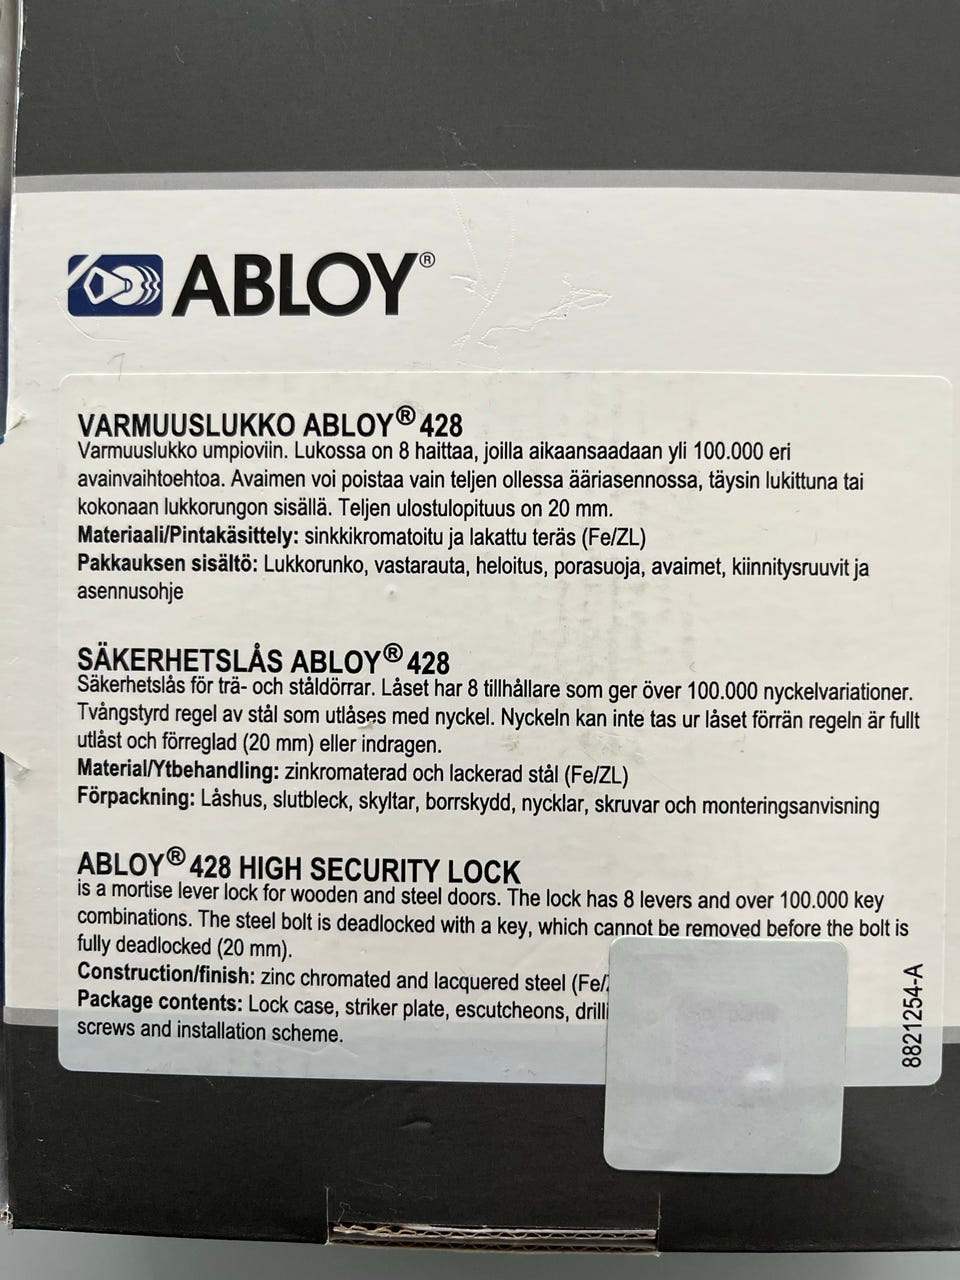 ABLOY®
VARMUUSLUKKO ABLOY® 428
Varmuuslukko umpioviin. Lukossa on 8 haittaa, joilla aikaansaadaan yli 100.000 eri
avainvaihtoehtoa. Avaimen voi poistaa vain teljen ollessa ääriasennossa, täysin lukittuna tai
kokonaan lukkorungon sisällä. Teljen ulostulopituus on 20 mm.
Materiaali/Pintakäsittely: sinkkikromatoitu ja lakattu teräs (Fe/ZL)
Pakkauksen sisältö: Lukkorunko, vastarauta, heloitus, porasuoja, avaimet, kiinnitysruuvit ja
asennusohje
SÄKERHETSLÅS ABLOY® 428
Säkerhetslås för trä- och ståldörrar. Låset har 8 tillhållare som ger över 100.000 nyckelvariationer.
Tvångstyrd regel av stål som utlåses med nyckel. Nyckeln kan inte tas ur låset förrän regeln är fullt
utlåst och förreglad (20 mm) eller indragen.
Material/Ytbehandling: zinkromaterad och lackerad stål (Fe/ZL)
Förpackning: Låshus, slutbleck, skyltar, borrskydd, nycklar, skruvar och monteringsanvisning
ABLOY® 428 HIGH SECURITY LOCK
is a mortise lever lock for wooden and steel doors. The lock has 8 levers and over 100.000 key
combinations. The steel bolt is deadlocked with a key, which cannot be removed before the bolt is
fully deadlocked (20 mm).
Construction/finish: zinc chromated and lacquered steel (Fe/
Package contents: Lock case, striker plate, escutcheons, drilli
screws and installation scheme.
8821254-A